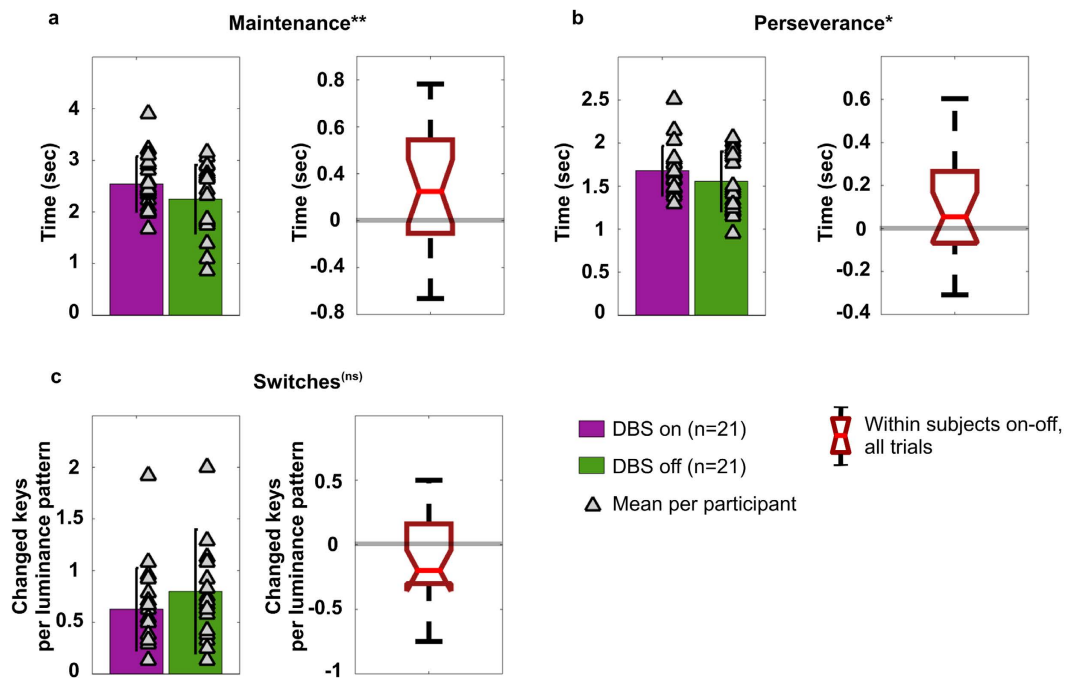 a
Maintenance**
Time (sec)
4
3
2
1
0
Time (sec)
0.8
0.6
0.4
0
-0.4
-0.8
b
Perseverance*
Time (sec)
2.5
2
1.5
1
0
Time (sec)
0.6
0.4
0.2
0
-0.2
-0.4
c
Switches(ns)
Changed keys
per luminance pattern
2
1.5
1
0.5
0
Changed keys
per luminance pattern
0.5
0
-0.5
-1
DBS on (n=21)
DBS off (n=21)
Mean per participant
Within subjects on-off,
all trials